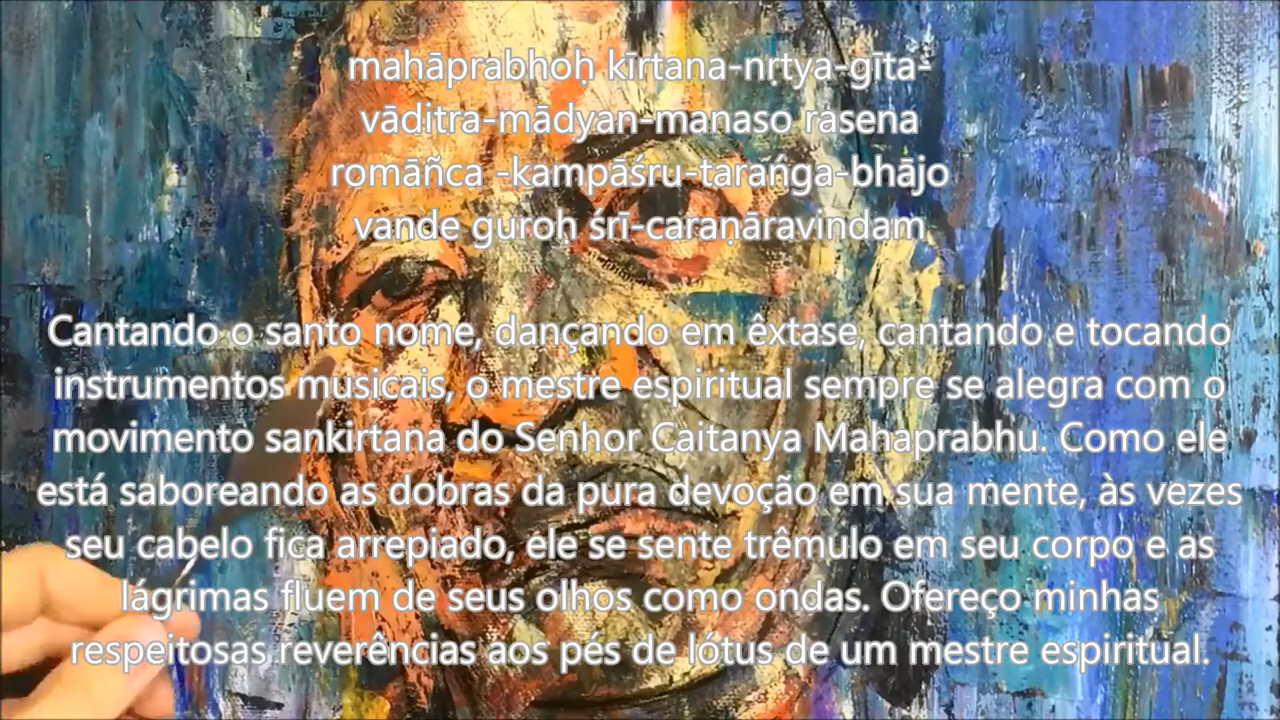 mahāprabhoḥ kīrtana-nṛtya-gīta-
vāditra-mādyan-manaso rasena
romāñca -kampāśru-tarańga-bhājo
vande guroḥ śrī-caraṇāravindam
Cantando o santo nome, dançando em êxtase, cantando e tocando
instrumentos musicais, o mestre espiritual sempre se alegra com o
movimento sankirtana do Senhor Caitanya Mahaprabhu. Como ele
está saboreando as dobras da pura devoção em sua mente, às vezes
seu cabelo fica arrepiado, ele se sente trêmulo em seu corpo e as
lágrimas fluem de seus olhos como ondas. Ofereço minhas
respeitosas reverências aos pés de lótus de um mestre espiritual.